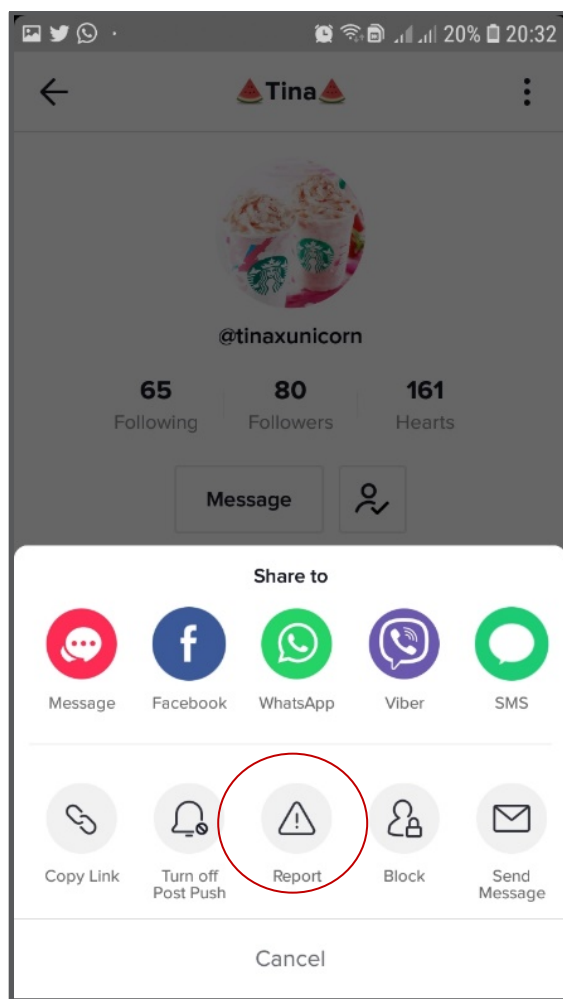 20% 20:32
Tina
@tinaxunicorn
65 80 161
Following Followers Hearts
Message
Share to
Message Facebook WhatsApp Viber SMS
Copy Link Turn off Post Push Report Block Send Message
Cancel